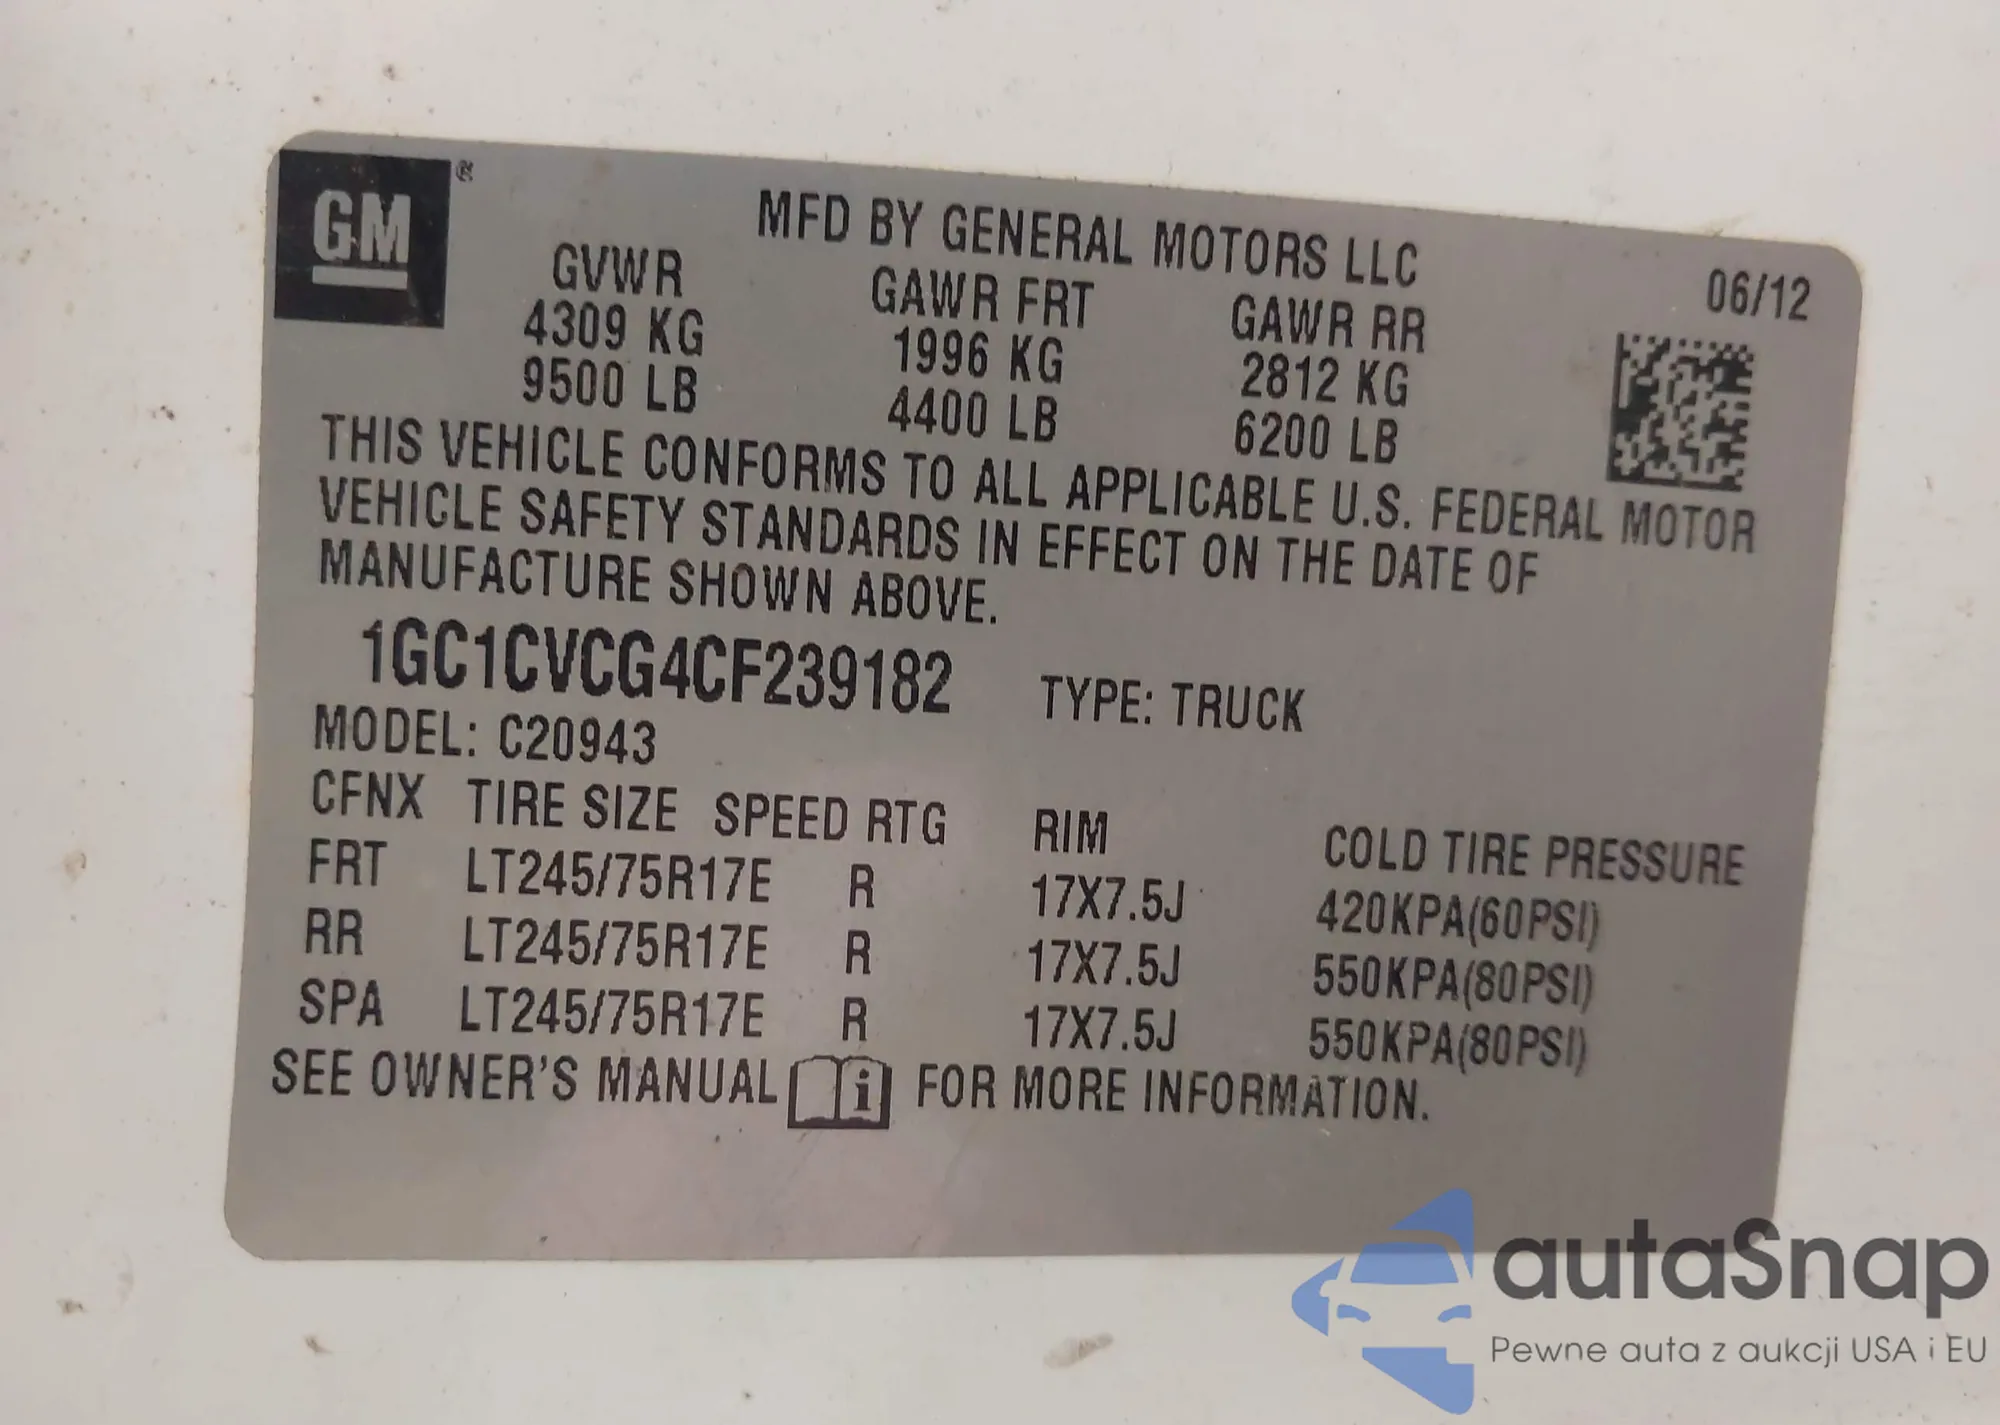 GM®
MFD BY GENERAL MOTORS LLC
06/12
GVWR GAWR FRT GAWR RR
4309 KG 1996 KG 2812 KG
9500 LB 4400 LB 6200 LB
THIS VEHICLE CONFORMS TO ALL APPLICABLE U.S. FEDERAL MOTOR
VEHICLE SAFETY STANDARDS IN EFFECT ON THE DATE OF
MANUFACTURE SHOWN ABOVE.
1GC1CVCG4CF239182 TYPE: TRUCK
MODEL: C20943
CFNX TIRE SIZE SPEED RTG RIM COLD TIRE PRESSURE
FRT LT245/75R17E R 17X7.5J 420KPA(60PSI)
RR LT245/75R17E R 17X7.5J 550KPA(80PSI)
SPA LT245/75R17E R 17X7.5J 550KPA(80PSI)
SEE OWNER'S MANUAL i FOR MORE INFORMATION.
autaSnap
Pewne auta z aukcji USA i EU